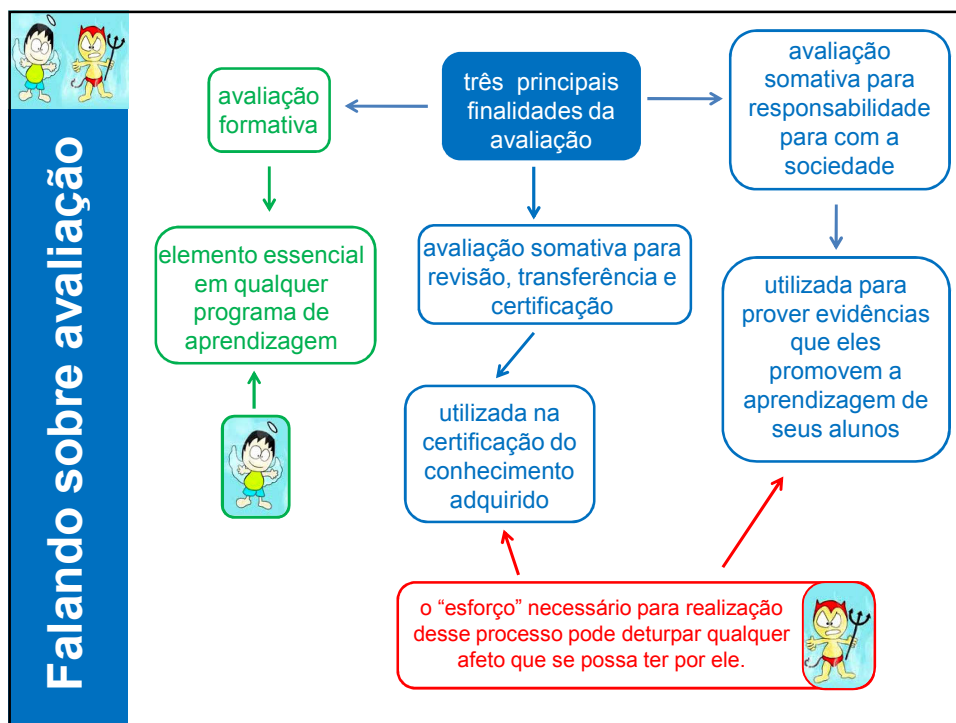 Falando sobre avaliação
três principais
finalidades da
avaliação
avaliação
formativa
elemento essencial
em qualquer
programa de
aprendizagem
avaliação somativa para
revisão, transferência e
certificação
utilizada na
certificação do
conhecimento
adquirido
avaliação
somativa para
responsabilidade
para com a
sociedade
utilizada para
prover evidências
que eles
promovem a
aprendizagem de
seus alunos
o “esforço” necessário para realização
desse processo pode deturpar qualquer
afeto que se possa ter por ele.